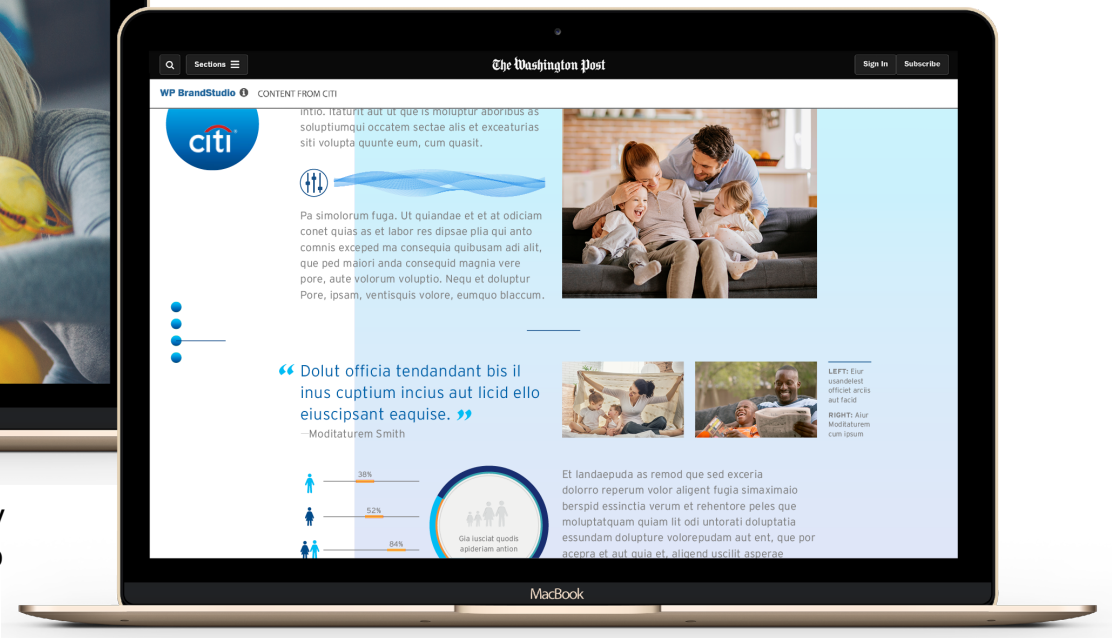 Sections
The Washington Post
Sign In
Subscribe
WP BrandStudio
CONTENT FROM CITI
citi
intio. Itaturit aut ut que is moluptur aboribus as
soluptiumqui occatem sectae alis et exceaturias
siti volupta quunte eum, cum quasit.
Pa simolorum fuga. Ut quiandae et et at odiciam
conet quias as et labor res dipsae plia qui anto
comnis exceped ma consequia quibusam adi alit,
que ped maiori anda consequid magnia vere
pore, aute volorum voluptio. Nequ et doluptur
Pore, ipsam, ventisquis volore, eumquo blaccum.
“ Dolut officia tendandant bis il
inus cuptium incius aut licid ello
eiuscipsant eaquise. ”
—Moditaturem Smith
LEFT: Eiur
usandelest
officiet arciis
aut facid
RIGHT: Aiur
Moditaturem
cum ipsum
38%
52%
84%
Gia iusciat quodis
apideriam antion
Et landaepuda as remod que sed exceria
dolorro reperum volor aligent fugia simaximaio
berspid essinctia verum et rehentore peles que
moluptatquam quiam lit odi untorati doluptatia
essundam dolupture volorepudam aut ent, que por
acepra et aut quia et, aligend uscilit asperae
MacBook